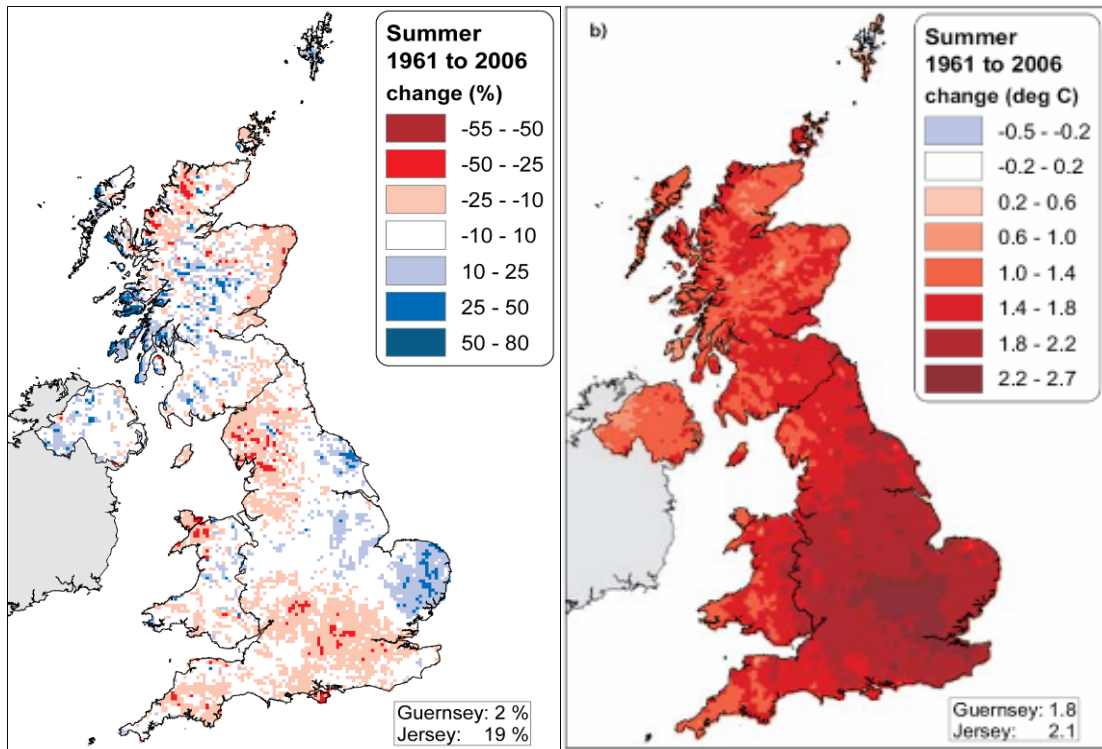 Summer
1961 to 2006
change (%)
-55 - -50
-50 - -25
-25 - -10
-10 - 10
10 - 25
25 - 50
50 - 80
Guernsey: 2 %
Jersey: 19 %
b)
Summer
1961 to 2006
change (deg C)
-0.5 - -0.2
-0.2 - 0.2
0.2 - 0.6
0.6 - 1.0
1.0 - 1.4
1.4 - 1.8
1.8 - 2.2
2.2 - 2.7
Guernsey: 1.8
Jersey: 2.1